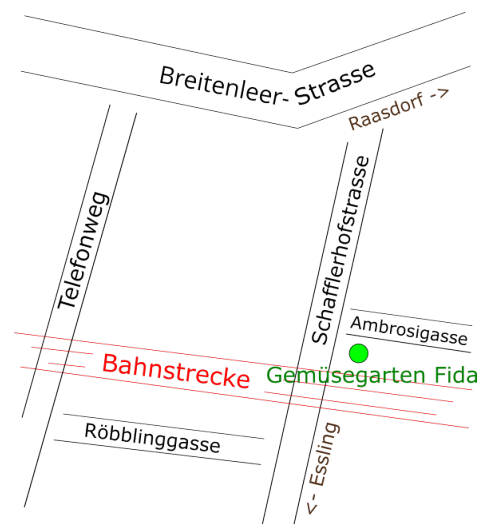 Breitenleer-Strasse
Raasdorf ->
Telefonweg
Schafflerhofstrasse
Ambrosigasse
Bahnstrecke
Gemüsegarten Fida
Röbblinggasse
<- Essling